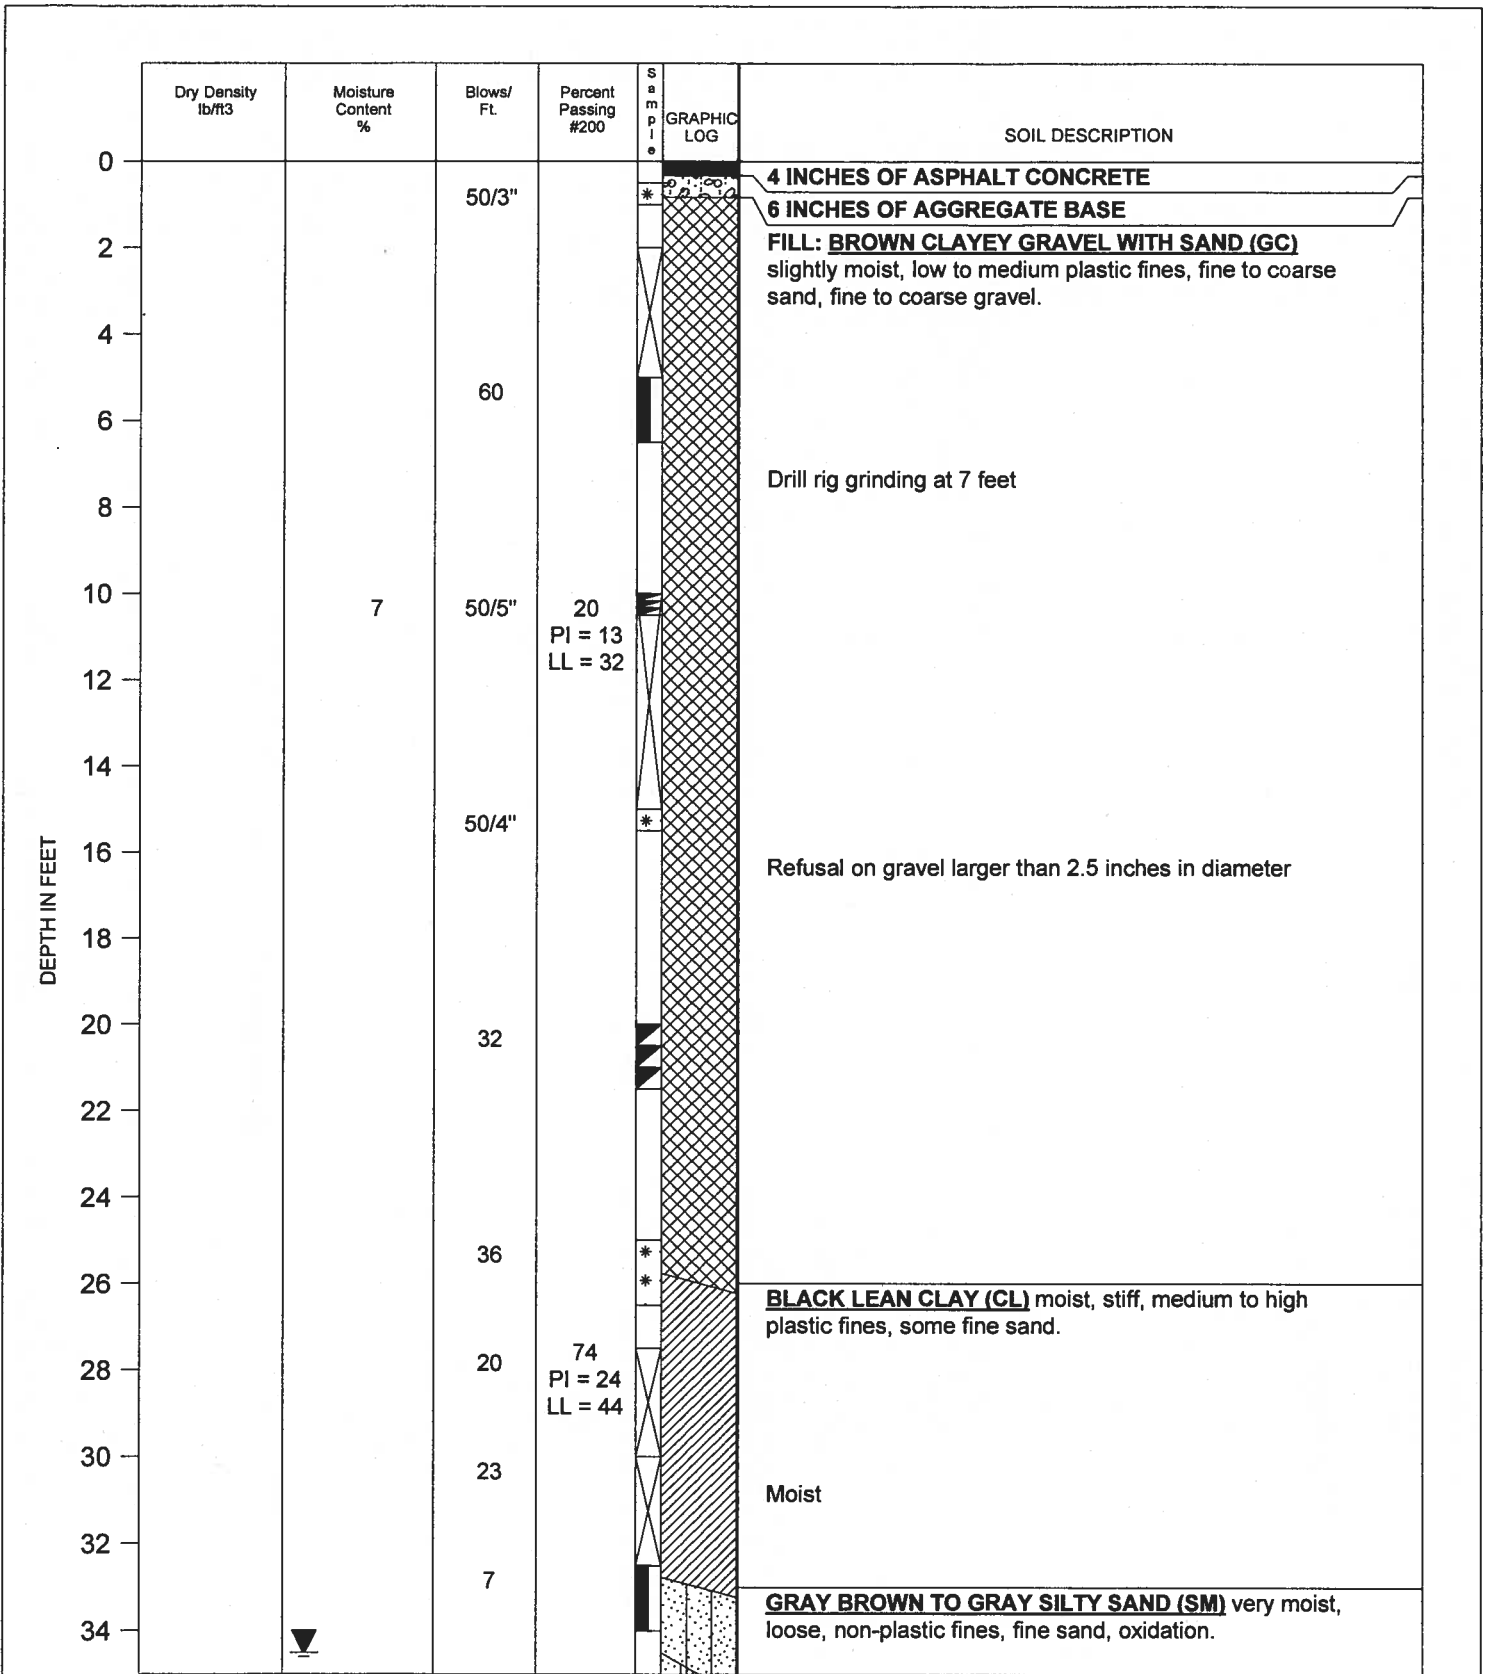 Dry Density
lb/ft3
Moisture
Content
%
Blows/
Ft.
Percent
Passing
#200
Sample
GRAPHIC
LOG
SOIL DESCRIPTION
0
4 INCHES OF ASPHALT CONCRETE
50/3"
*
6 INCHES OF AGGREGATE BASE
2
FILL: BROWN CLAYEY GRAVEL WITH SAND (GC)
slightly moist, low to medium plastic fines, fine to coarse
sand, fine to coarse gravel.
4
60
6
Drill rig grinding at 7 feet
8
10
7
50/5"
20
PI = 13
LL = 32
12
14
50/4"
*
16
Refusal on gravel larger than 2.5 inches in diameter
DEPTH IN FEET
18
20
32
22
24
36
*
26
*
BLACK LEAN CLAY (CL) moist, stiff, medium to high
plastic fines, some fine sand.
28
20
74
PI = 24
LL = 44
30
23
Moist
32
7
GRAY BROWN TO GRAY SILTY SAND (SM) very moist,
loose, non-plastic fines, fine sand, oxidation.
34